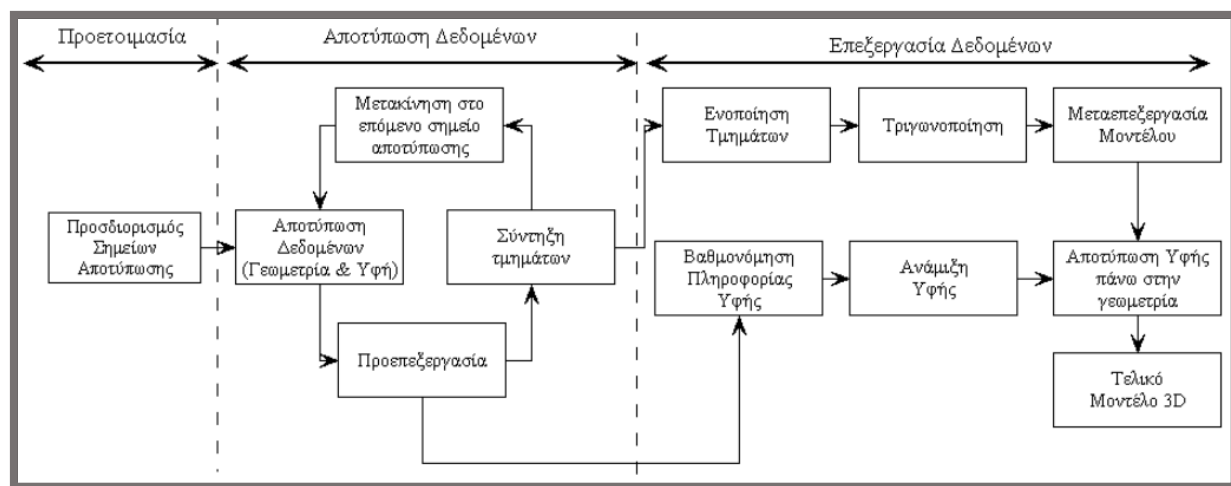 Προετοιμασία
Αποτύπωση Δεδομένων
Επεξεργασία Δεδομένων
Προσδιορισμός
Σημείων
Αποτύπωσης
Μετακίνηση στο
επόμενο σημείο
αποτύπωσης
Αποτύπωση
Δεδομένων
(Γεωμετρία & Υφή)
Σύντηξη
τμημάτων
Προεπεξεργασία
Ενοποίηση
Τμημάτων
Τριγωνοποίηση
Μεταεπεξεργασία
Μοντέλου
Βαθμονόμηση
Πληροφορίας
Υφής
Ανάμιξη
Υφής
Αποτύπωση Υφής
πάνω στην
γεωμετρία
Τελικό
Μοντέλο 3D